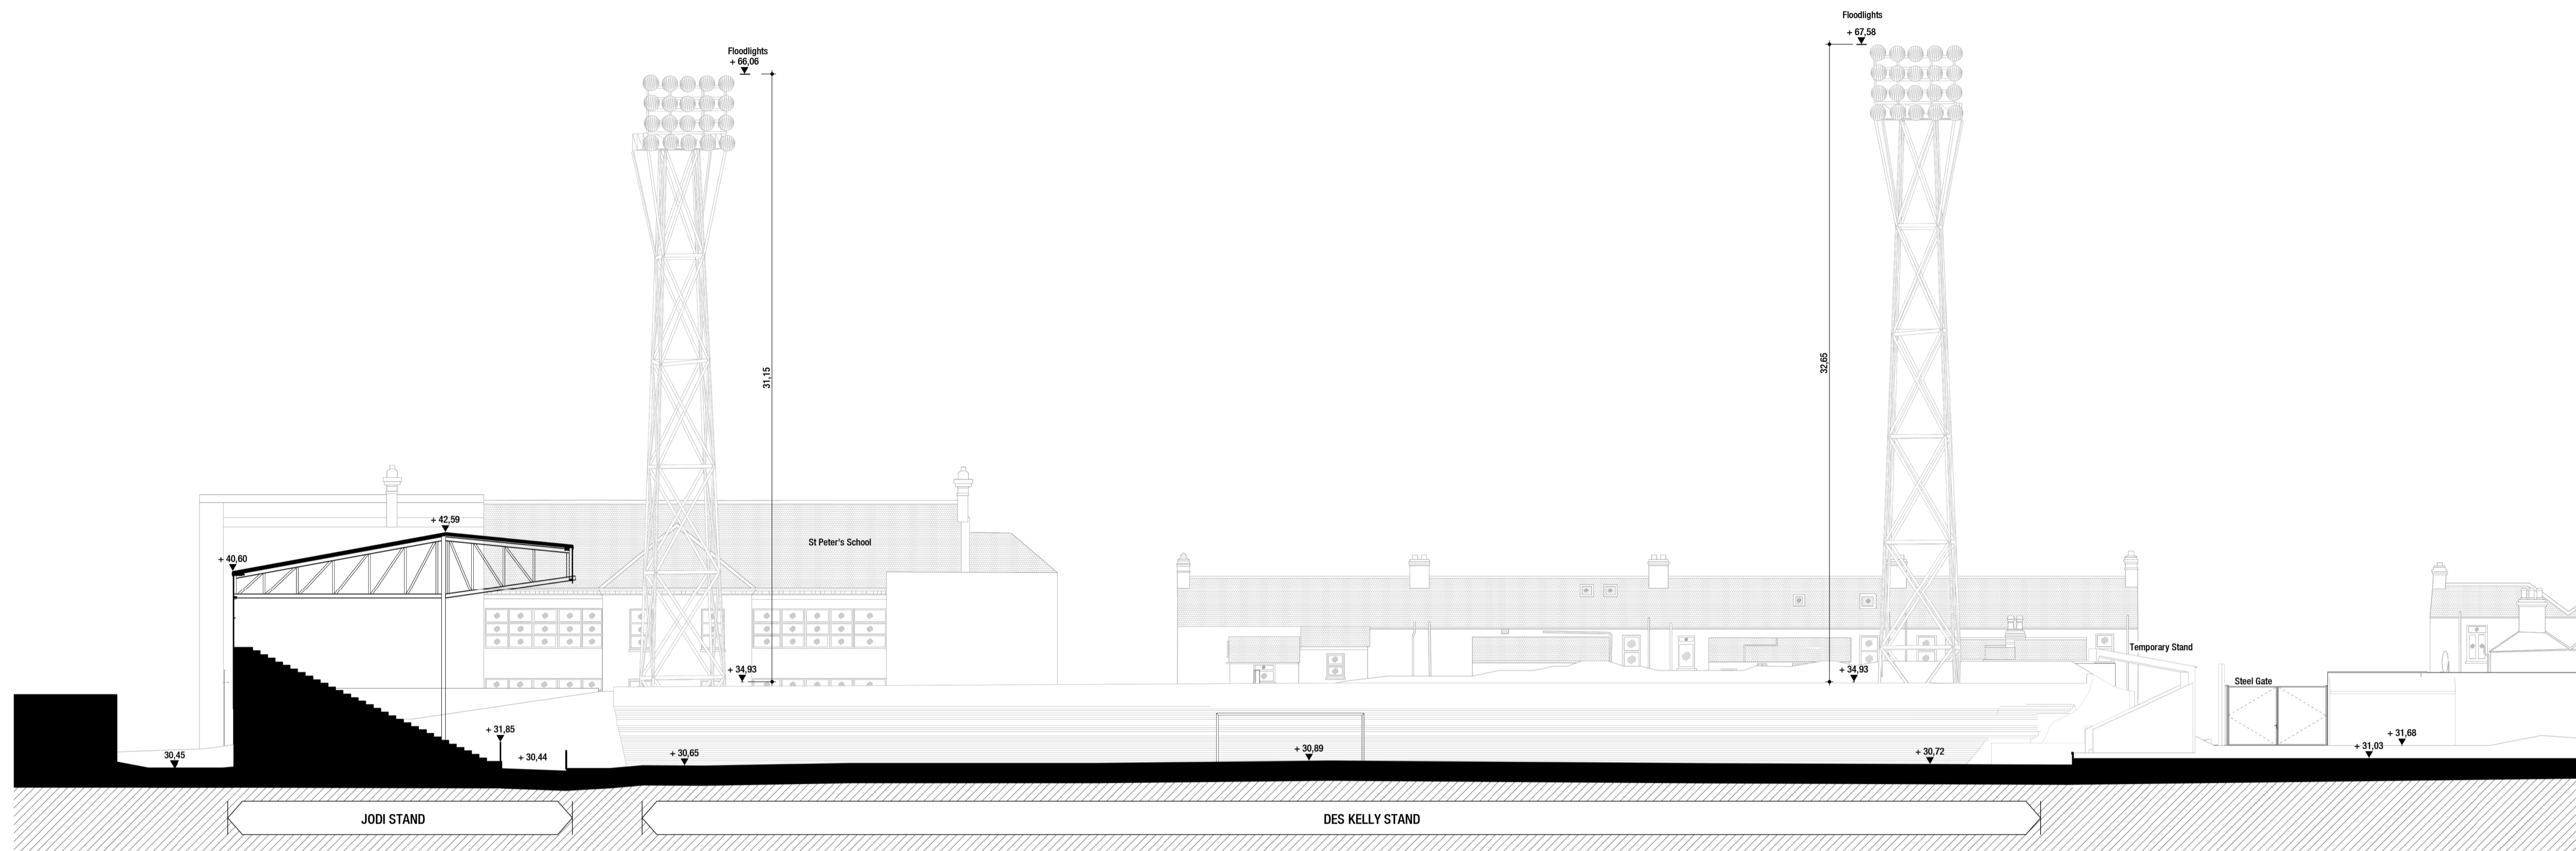 Floodlights
+ 67,58
Floodlights
+ 66,06
31,15
32,65
+ 42,59
St Peter's School
+ 40,60
Temporary Stand
+ 34,93
+ 34,93
Steel Gate
+ 31,85
+ 31,68
30,45
+ 30,44
+ 30,65
+ 30,89
+ 30,72
+ 31,03
JODI STAND
DES KELLY STAND